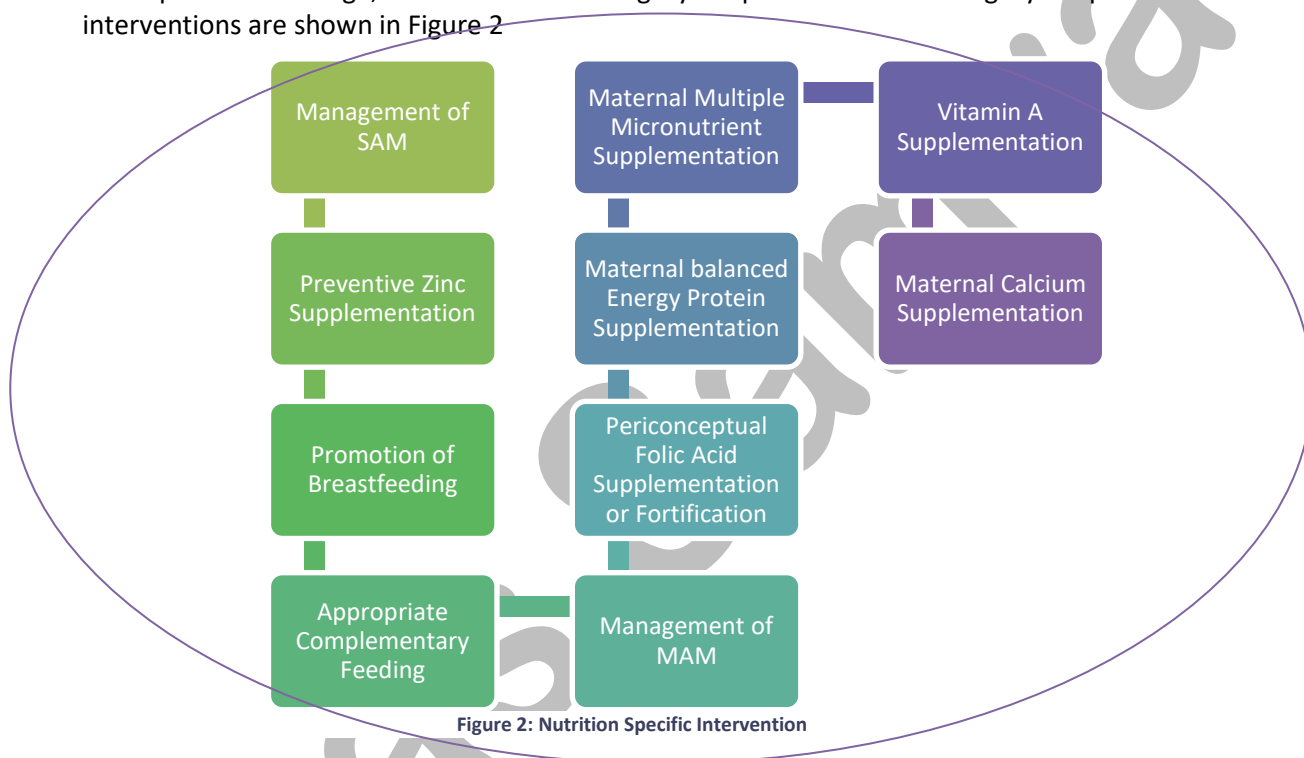 interventions are shown in Figure 2
Management of
SAM
Preventive Zinc
Supplementation
Promotion of
Breastfeeding
Appropriate
Complementary
Feeding
Management of
MAM
Periconceptual
Folic Acid
Supplementation
or Fortification
Maternal balanced
Energy Protein
Supplementation
Maternal Multiple
Micronutrient
Supplementation
Vitamin A
Supplementation
Maternal Calcium
Supplementation
Figure 2: Nutrition Specific Intervention